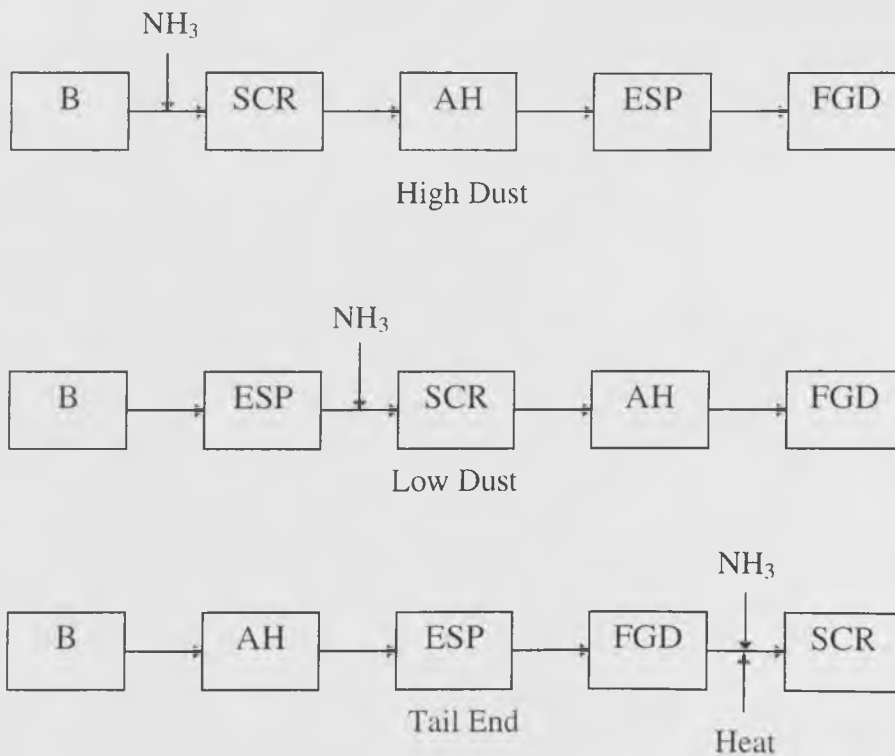 NH₃
B SCR AH ESP FGD
High Dust
NH₃
B ESP SCR AH FGD
Low Dust
NH₃
B AH ESP FGD SCR
Tail End
Heat